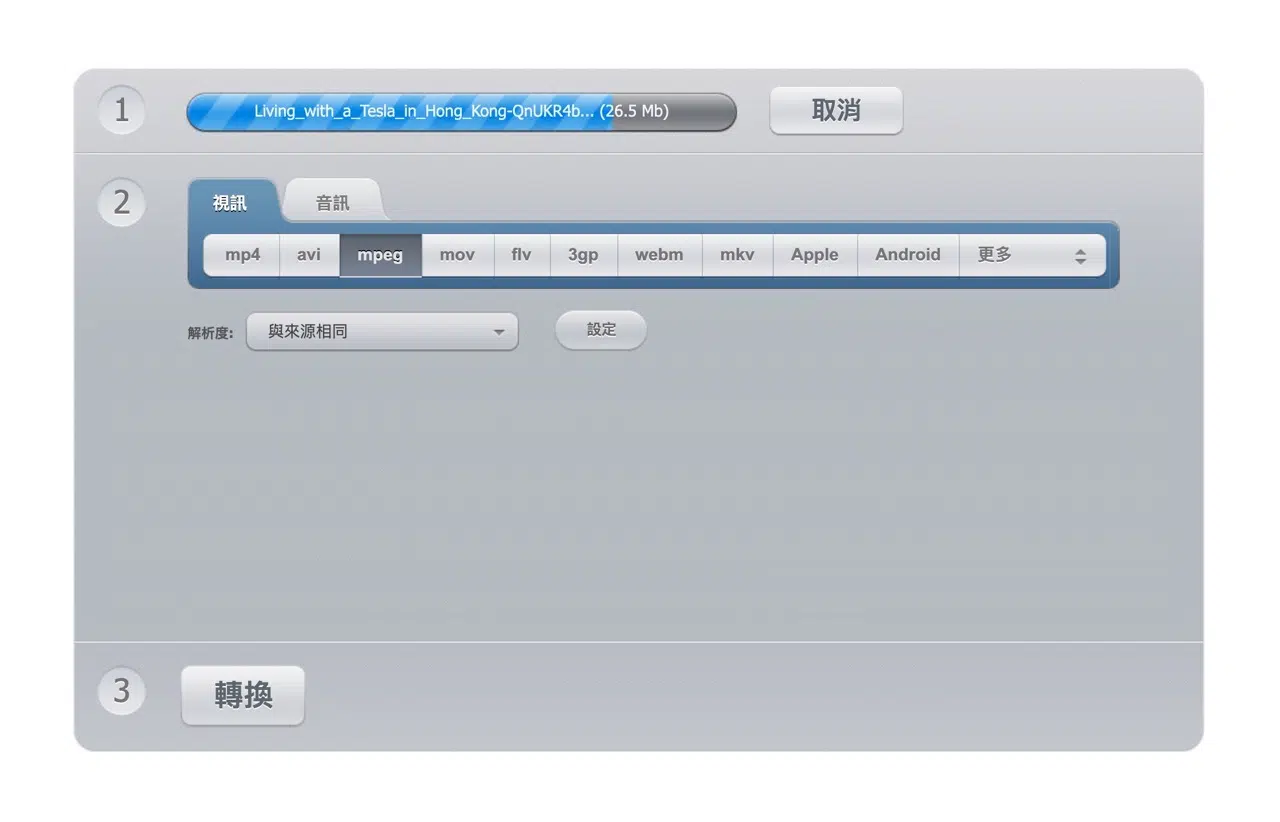 1
Living_with_a_Tesla_in_Hong_Kong-QnUKR4b... (26.5 Mb)
取消
2
視訊
音訊
mp4 avi mpeg mov flv 3gp webm mkv Apple Android 更多
解析度: 與來源相同
設定
3
轉換